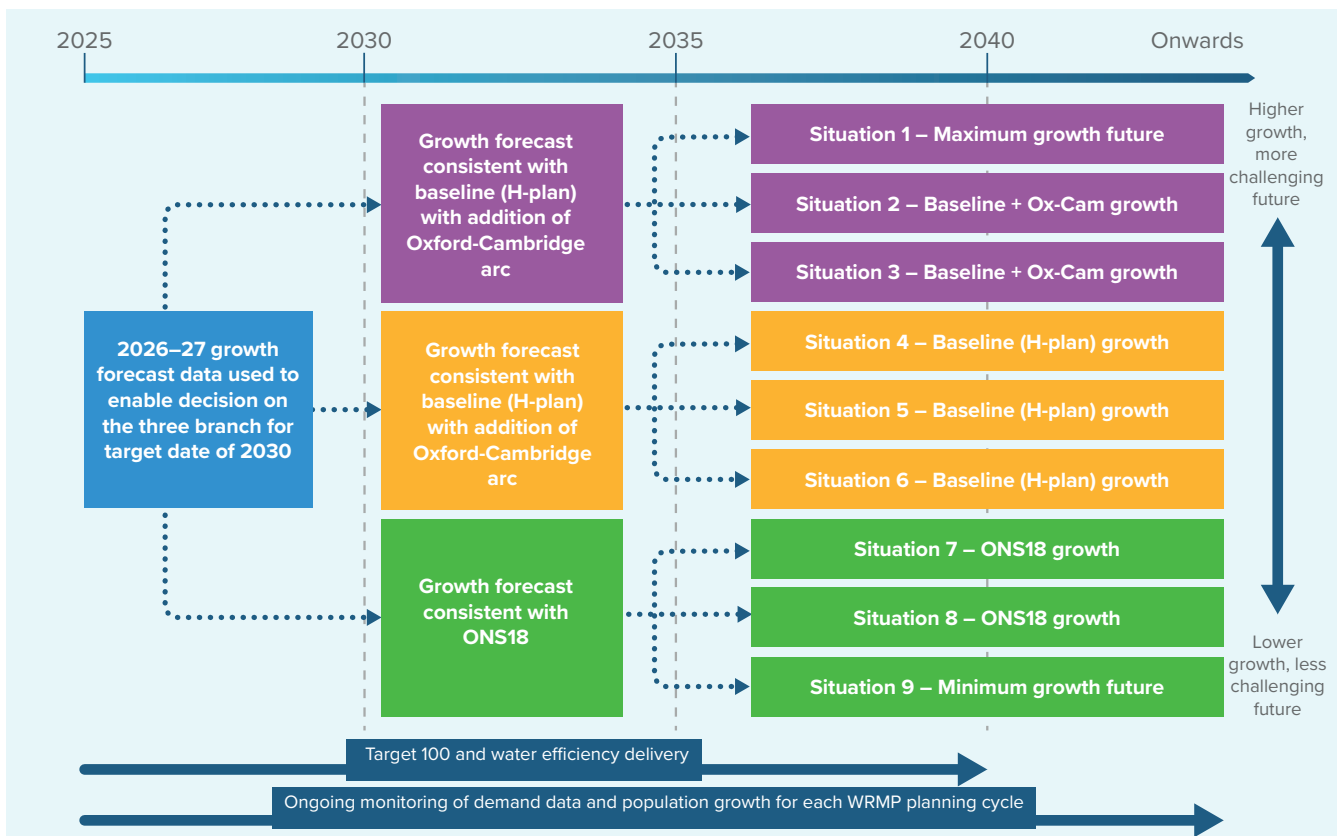 2025
2030
2035
2040
Onwards
Higher
growth,
more
challenging
future
Growth forecast
consistent with
baseline (H-plan)
with addition of
Oxford-Cambridge
arc
Situation 1 – Maximum growth future
Situation 2 – Baseline + Ox-Cam growth
Situation 3 – Baseline + Ox-Cam growth
2026–27 growth
forecast data used to
enable decision on
the three branch for
target date of 2030
Growth forecast
consistent with
baseline (H-plan)
with addition of
Oxford-Cambridge
arc
Situation 4 – Baseline (H-plan) growth
Situation 5 – Baseline (H-plan) growth
Situation 6 – Baseline (H-plan) growth
Growth forecast
consistent with
ONS18
Situation 7 – ONS18 growth
Situation 8 – ONS18 growth
Situation 9 – Minimum growth future
Lower
growth, less
challenging
future
Target 100 and water efficiency delivery
Ongoing monitoring of demand data and population growth for each WRMP planning cycle